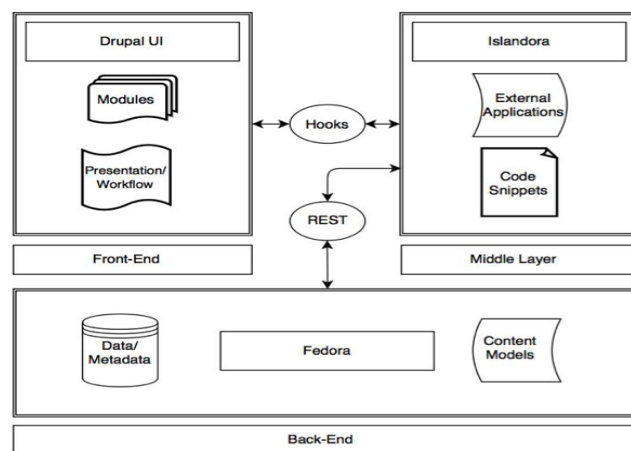 Drupal UI
Modules
Presentation/
Workflow
Front-End
Hooks
REST
Islandora
External
Applications
Code
Snippets
Middle Layer
Data/
Metadata
Fedora
Content
Models
Back-End